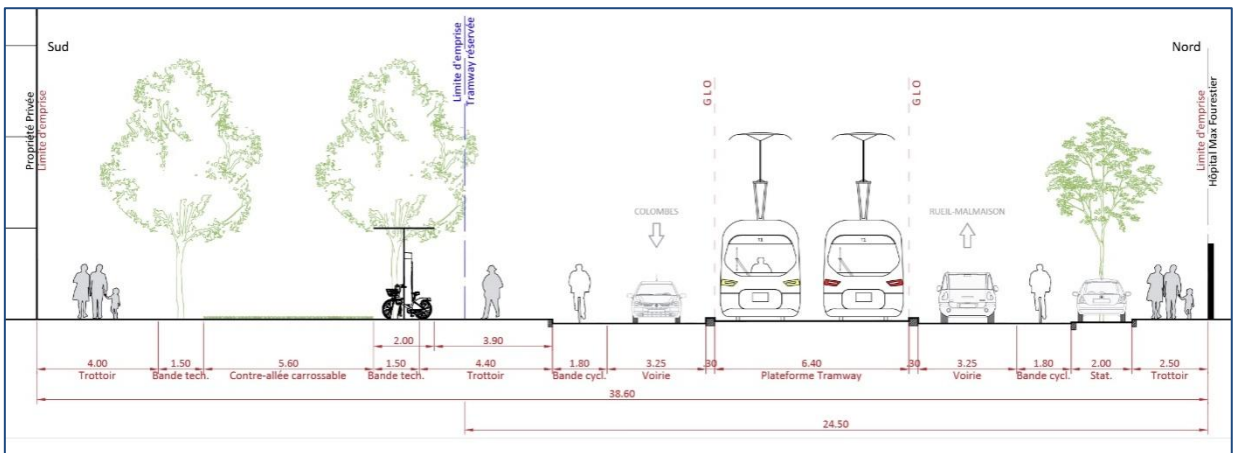 Sud
Nord
Propriété Privée
Limite d'emprise
Limite d'emprise
Tramway réservée
G L O
G L O
Limite d'emprise
Hôpital Max Fourestier
COLOMBES
RUEIL-MALMAISON
2.00 3.90
4.00 1.50 5.60 1.50 4.40 1.80 3.25 30 6.40 30 3.25 1.80 2.00 2.50
Trottoir Bande tech. Contre-allée carrossable Bande tech. Trottoir Bande cycl. Voirie Plateforme Tramway Voirie Bande cycl. Stat. Trottoir
38.60
24.50